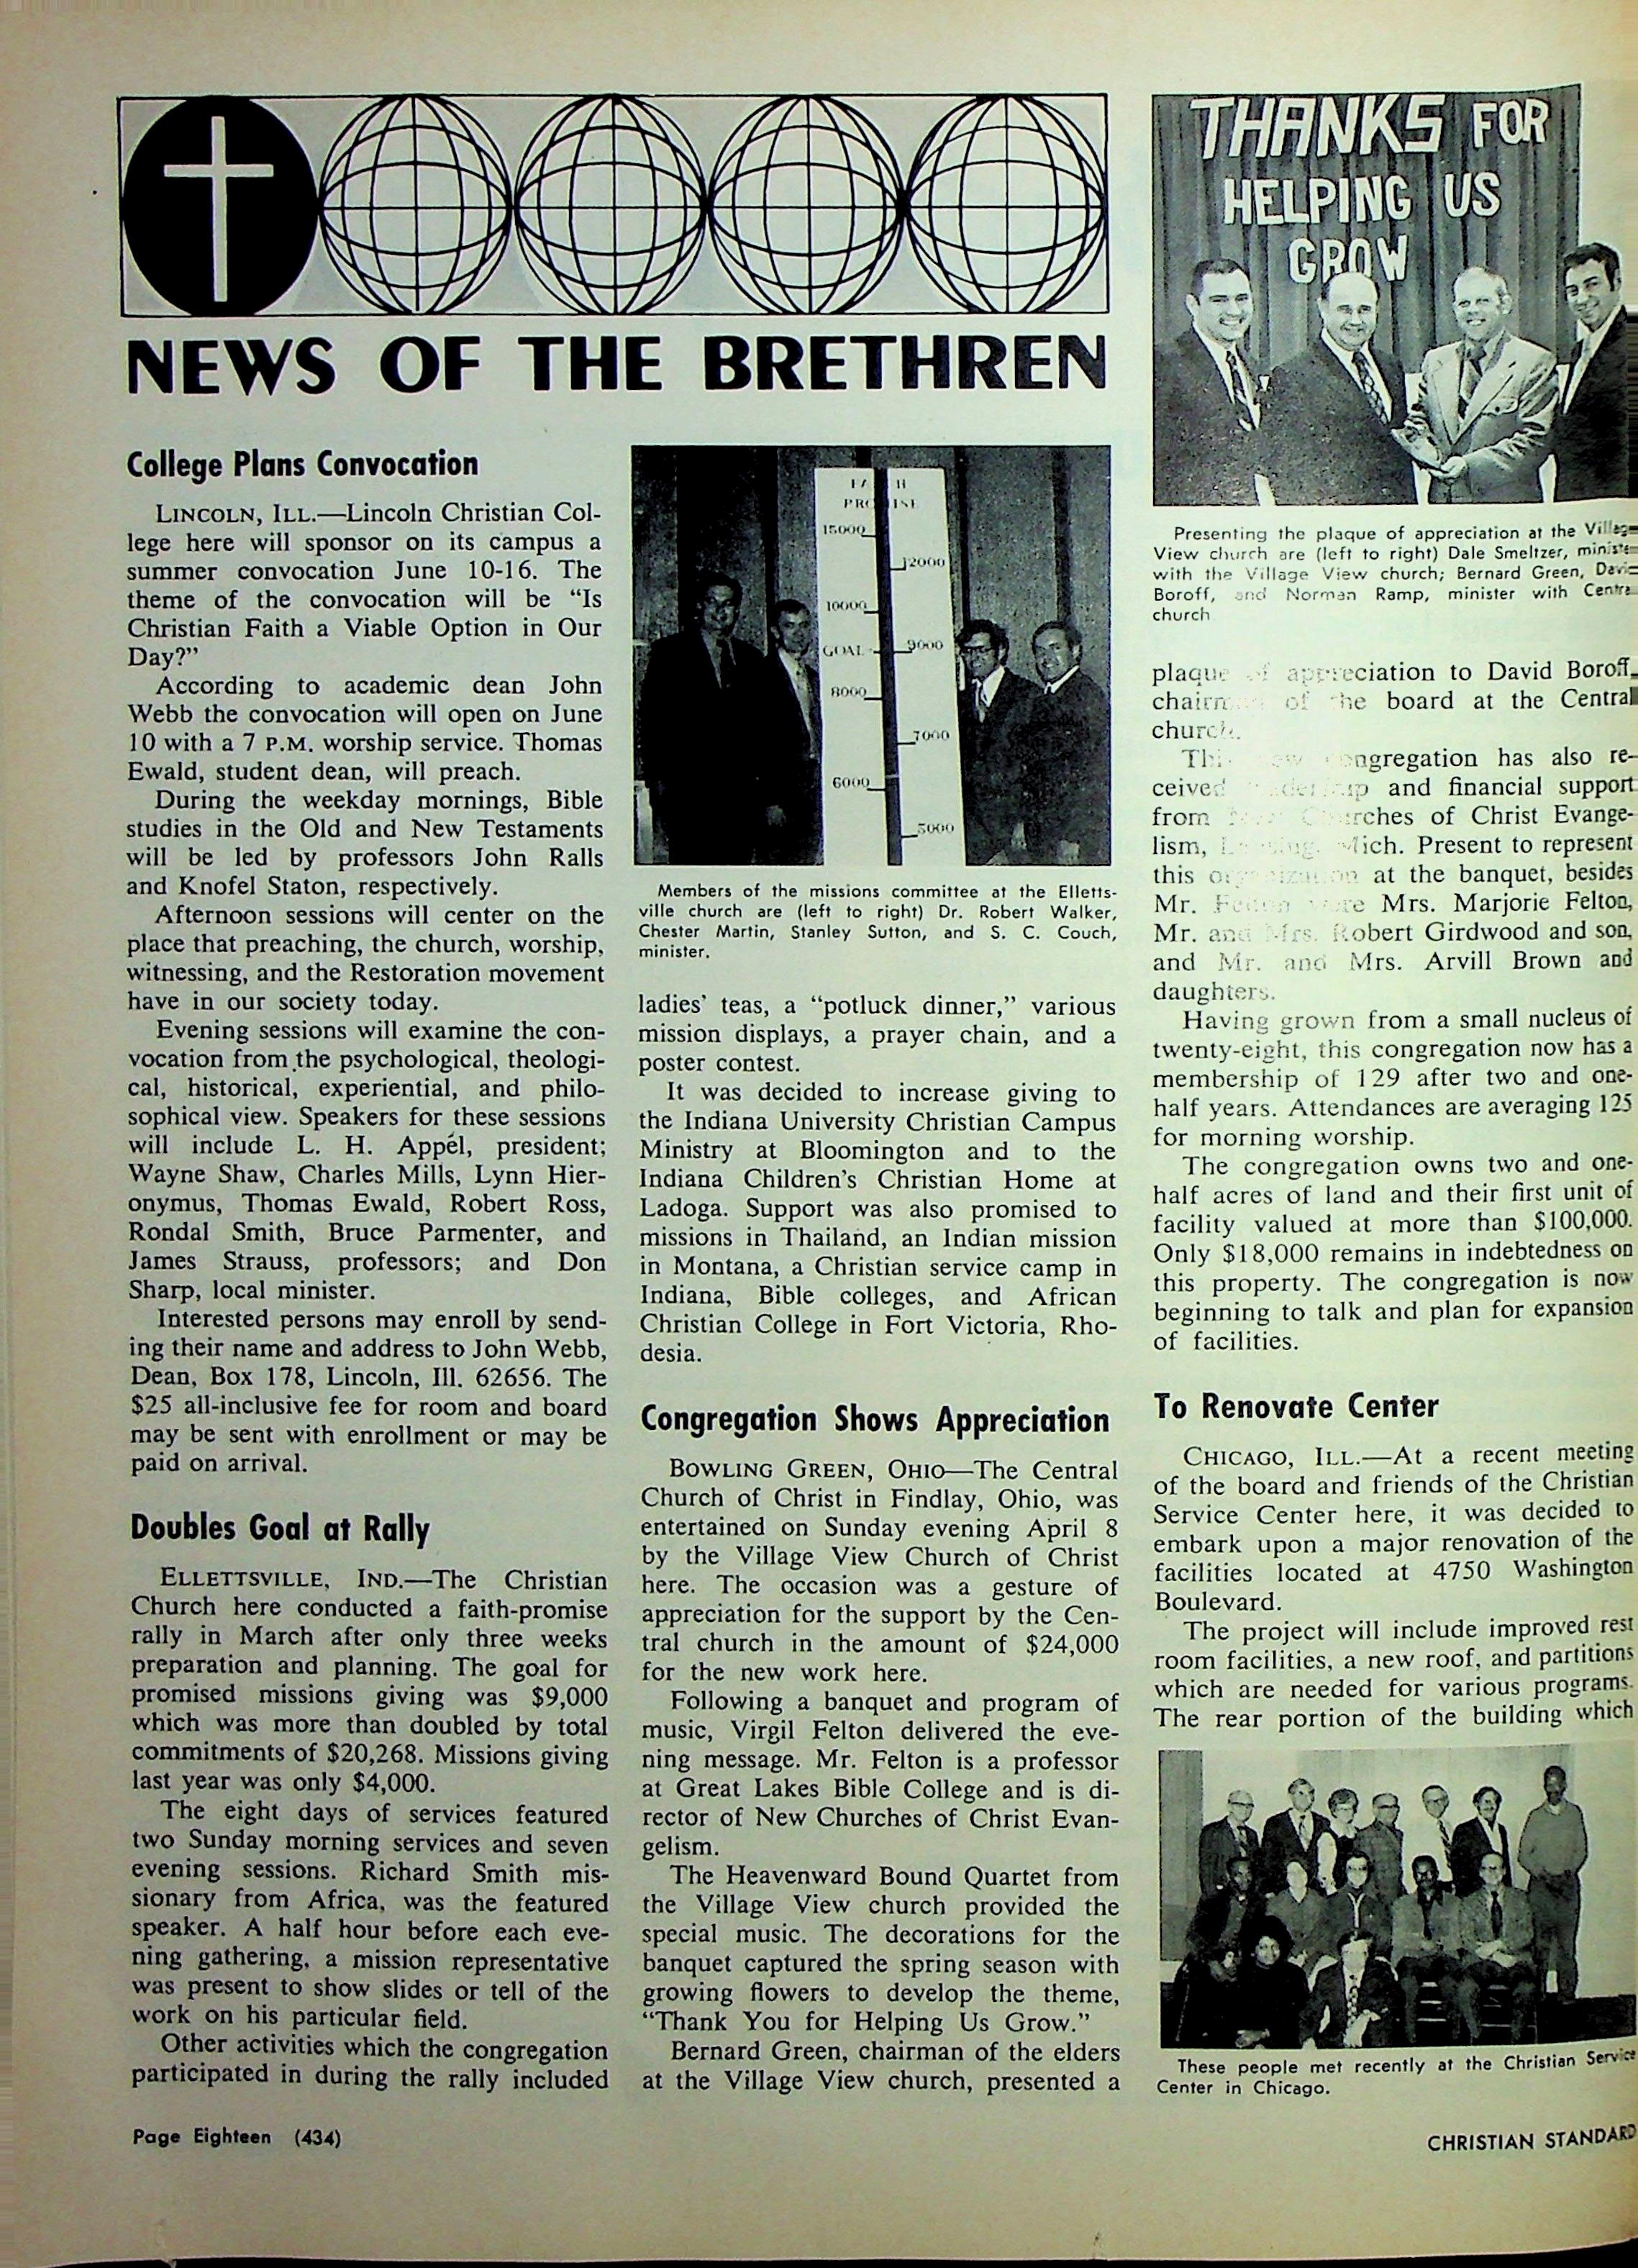 NEWS OF THE BRETHREN
College Plans Convocation
LINCOLN, ILL.—Lincoln Christian Col-
lege here will sponsor on its campus a
summer convocation June 10-16. The
theme of the convocation will be “Is
Christian Faith a Viable Option in Our
Day?”
According to academic dean John
Webb the convocation will open on June
10 with a 7 P.M. worship service. Thomas
Ewald, student dean, will preach.
During the weekday mornings, Bible
studies in the Old and New Testaments
will be led by professors John Ralls
and Knofel Staton, respectively.
Afternoon sessions will center on the
place that preaching, the church, worship,
witnessing, and the Restoration movement
have in our society today.
Evening sessions will examine the con-
vocation from the psychological, theologi-
cal, historical, experiential, and philo-
sophical view. Speakers for these sessions
will include L. H. Appél, president;
Wayne Shaw, Charles Mills, Lynn Hier-
onymus, Thomas Ewald, Robert Ross,
Rondal Smith, Bruce Parmenter, and
James Strauss, professors; and Don
Sharp, local minister.
Interested persons may enroll by send-
ing their name and address to John Webb,
Dean, Box 178, Lincoln, Ill. 62656. The
$25 all-inclusive fee for room and board
may be sent with enrollment or may be
paid on arrival.
Doubles Goal at Rally
ELLETTSVILLE, IND.—The Christian
Church here conducted a faith-promise
rally in March after only three weeks
preparation and planning. The goal for
promised missions giving was $9,000
which was more than doubled by total
commitments of $20,268. Missions giving
last year was only $4,000.
The eight days of services featured
two Sunday morning services and seven
evening sessions. Richard Smith mis-
sionary from Africa, was the featured
speaker. A half hour before each eve-
ning gathering, a mission representative
was present to show slides or tell of the
work on his particular field.
Other activities which the congregation
participated in during the rally included
15000
12000
10000
GOAL
9000
8000
7000
6000
5000
Members of the missions committee at the Elletts-
ville church are (left to right) Dr. Robert Walker,
Chester Martin, Stanley Sutton, and S. C. Couch,
minister.
ladies’ teas, a “potluck dinner,” various
mission displays, a prayer chain, and a
poster contest.
It was decided to increase giving to
the Indiana University Christian Campus
Ministry at Bloomington and to the
Indiana Children’s Christian Home at
Ladoga. Support was also promised to
missions in Thailand, an Indian mission
in Montana, a Christian service camp in
Indiana, Bible colleges, and African
Christian College in Fort Victoria, Rho-
desia.
Congregation Shows Appreciation
BOWLING GREEN, OHIO—The Central
Church of Christ in Findlay, Ohio, was
entertained on Sunday evening April 8
by the Village View Church of Christ
here. The occasion was a gesture of
appreciation for the support by the Cen-
tral church in the amount of $24,000
for the new work here.
Following a banquet and program of
music, Virgil Felton delivered the eve-
ning message. Mr. Felton is a professor
at Great Lakes Bible College and is di-
rector of New Churches of Christ Evan-
gelism.
The Heavenward Bound Quartet from
the Village View church provided the
special music. The decorations for the
banquet captured the spring season with
growing flowers to develop the theme,
“Thank You for Helping Us Grow.”
Bernard Green, chairman of the elders
at the Village View church, presented a
THANKS FOR
HELPING US
GROW
Presenting the plaque of appreciation at the Village
View church are (left to right) Dale Smeltzer, ministe
with the Village View church; Bernard Green, Davi
Boroff, and Norman Ramp, minister with Centra
church
plaque of appreciation to David Boroff,
chairman of the board at the Central
church.
congregation has also re-
ceived leadership and financial support
from Churches of Christ Evange-
lism, Lansing, Mich. Present to represent
this organization at the banquet, besides
Mr. Felton were Mrs. Marjorie Felton,
Mr. and Mrs. Robert Girdwood and son,
and Mr. and Mrs. Arvill Brown and
daughters.
Having grown from a small nucleus of
twenty-eight, this congregation now has a
membership of 129 after two and one-
half years. Attendances are averaging 125
for morning worship.
The congregation owns two and one-
half acres of land and their first unit of
facility valued at more than $100,000.
Only $18,000 remains in indebtedness on
this property. The congregation is now
beginning to talk and plan for expansion
of facilities.
To Renovate Center
CHICAGO, ILL.—At a recent meeting
of the board and friends of the Christian
Service Center here, it was decided to
embark upon a major renovation of the
facilities located at 4750 Washington
Boulevard.
The project will include improved rest
room facilities, a new roof, and partitions
which are needed for various programs.
The rear portion of the building which
These people met recently at the Christian Service
Center in Chicago.
Page Eighteen (434)
CHRISTIAN STANDARD